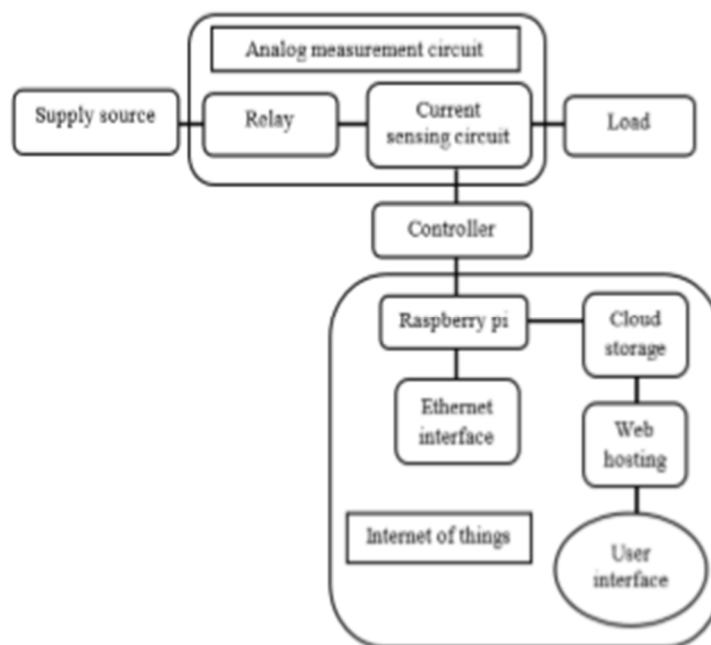 Analog measurement circuit
Supply source
Relay
Current
sensing circuit
Load
Controller
Raspberry pi
Cloud
storage
Ethernet
interface
Web
hosting
Internet of things
User
interface